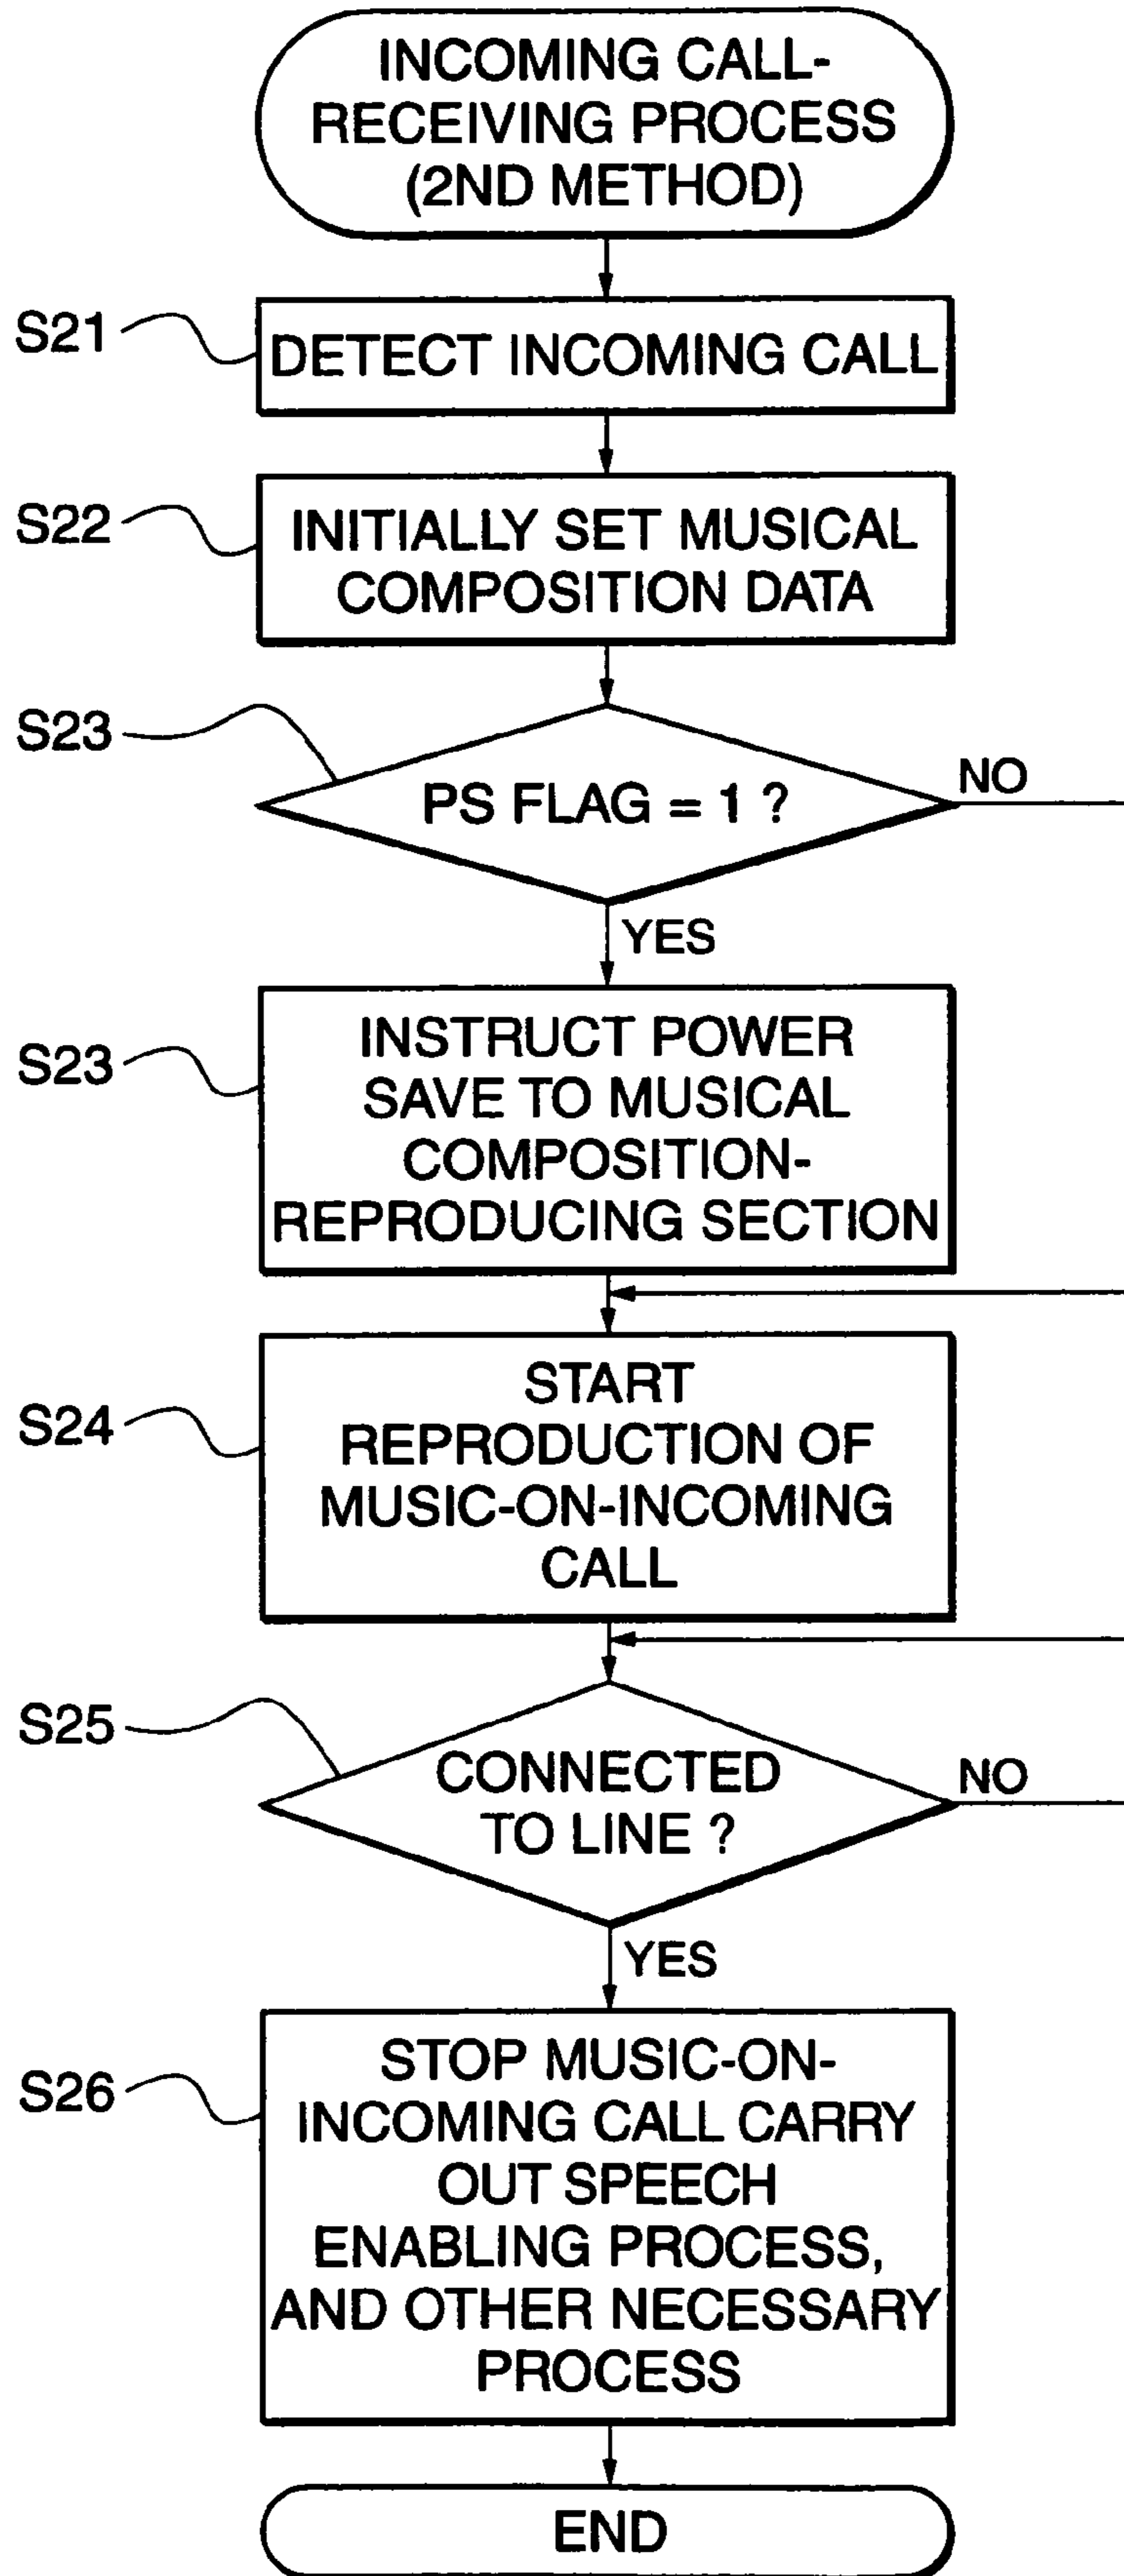 INCOMING CALL-
RECEIVING PROCESS
(2ND METHOD)
S21
DETECT INCOMING CALL
S22
INITIALLY SET MUSICAL
COMPOSITION DATA
S23
PS FLAG = 1 ?
NO
YES
S23
INSTRUCT POWER
SAVE TO MUSICAL
COMPOSITION-
REPRODUCING SECTION
S24
START
REPRODUCTION OF
MUSIC-ON-INCOMING
CALL
S25
CONNECTED
TO LINE ?
NO
YES
S26
STOP MUSIC-ON-
INCOMING CALL CARRY
OUT SPEECH
ENABLING PROCESS,
AND OTHER NECESSARY
PROCESS
END